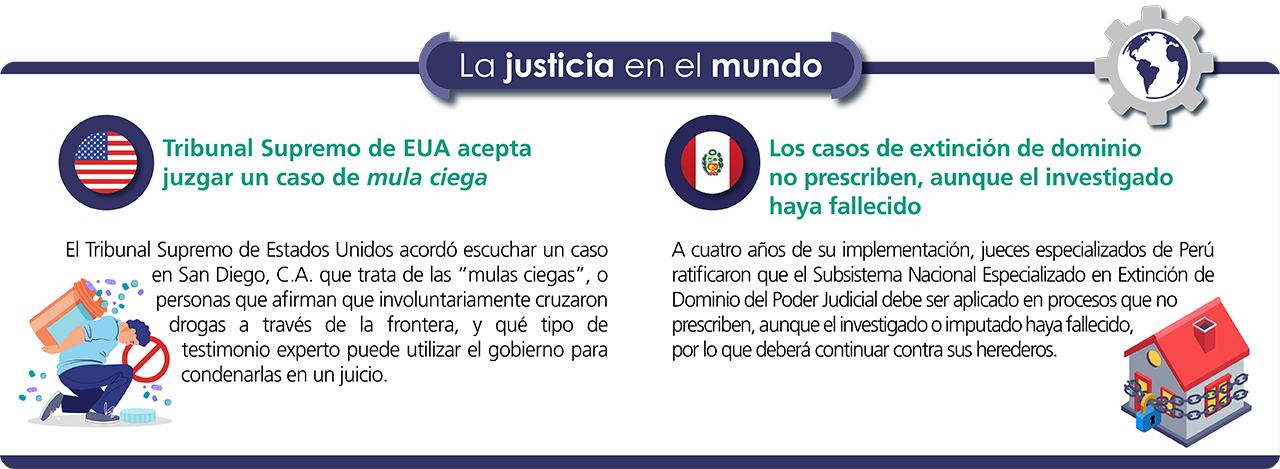 La justicia en el mundo
Tribunal Supremo de EUA acepta
juzgar un caso de mula ciega
El Tribunal Supremo de Estados Unidos acordó escuchar un caso
en San Diego, C.A. que trata de las "mulas ciegas", o
personas que afirman que involuntariamente cruzaron
drogas a través de la frontera, y qué tipo de
testimonio experto puede utilizar el gobierno para
condenarlas en un juicio.
Los casos de extinción de dominio
no prescriben, aunque el investigado
haya fallecido
A cuatro años de su implementación, jueces especializados de Perú
ratificaron que el Subsistema Nacional Especializado en Extinción de
Dominio del Poder Judicial debe ser aplicado en procesos que no
prescriben, aunque el investigado o imputado haya fallecido,
por lo que deberá continuar contra sus herederos.